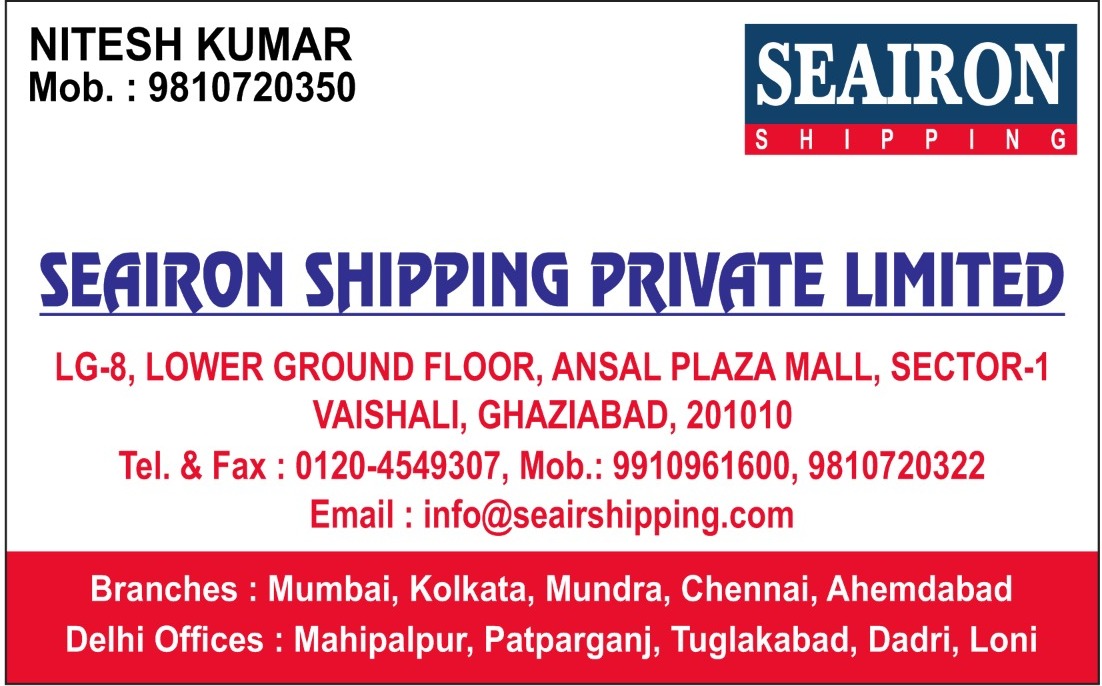 NITESH KUMAR
Mob. : 9810720350
SEAIRON
SHIPPING
SEAIRON SHIPPING PRIVATE LIMITED
LG-8, LOWER GROUND FLOOR, ANSAL PLAZA MALL, SECTOR-1
VAISHALI, GHAZIABAD, 201010
Tel. & Fax : 0120-4549307, Mob.: 9910961600, 9810720322
Email : info@seairshipping.com
Branches : Mumbai, Kolkata, Mundra, Chennai, Ahemdabad
Delhi Offices : Mahipalpur, Patparganj, Tuglakabad, Dadri, Loni